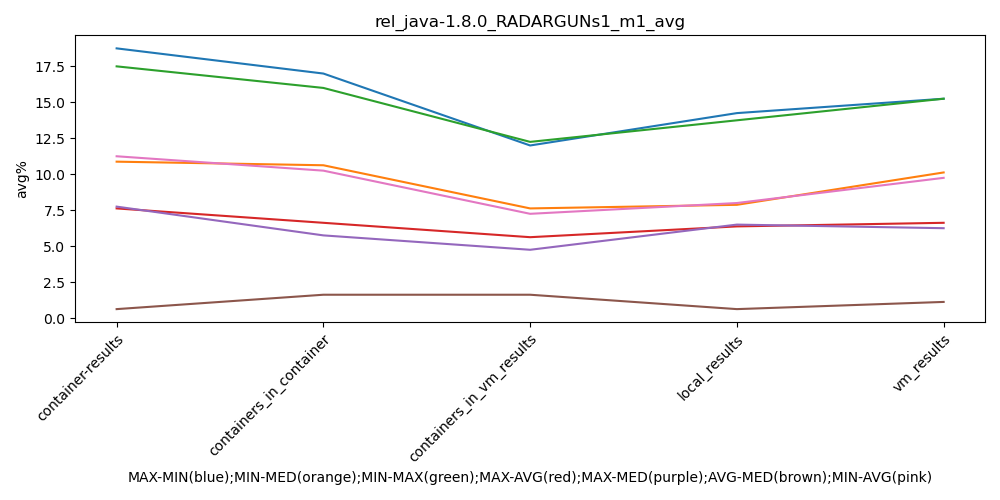 rel_java-1.8.0_RADARGUNs1_m1_avg
avg%
17.5
15.0
12.5
10.0
7.5
5.0
2.5
0.0
container-results
containers_in_container
containers_in_vm_results
local_results
vm_results
MAX-MIN(blue);MIN-MED(orange);MIN-MAX(green);MAX-AVG(red);MAX-MED(purple);AVG-MED(brown);MIN-AVG(pink)